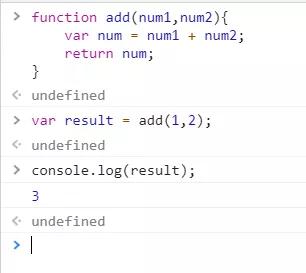 > function add(num1,num2){
    var num = num1 + num2;
    return num;
}
<· undefined
> var result = add(1,2);
<· undefined
> console.log(result);
3
<· undefined
>